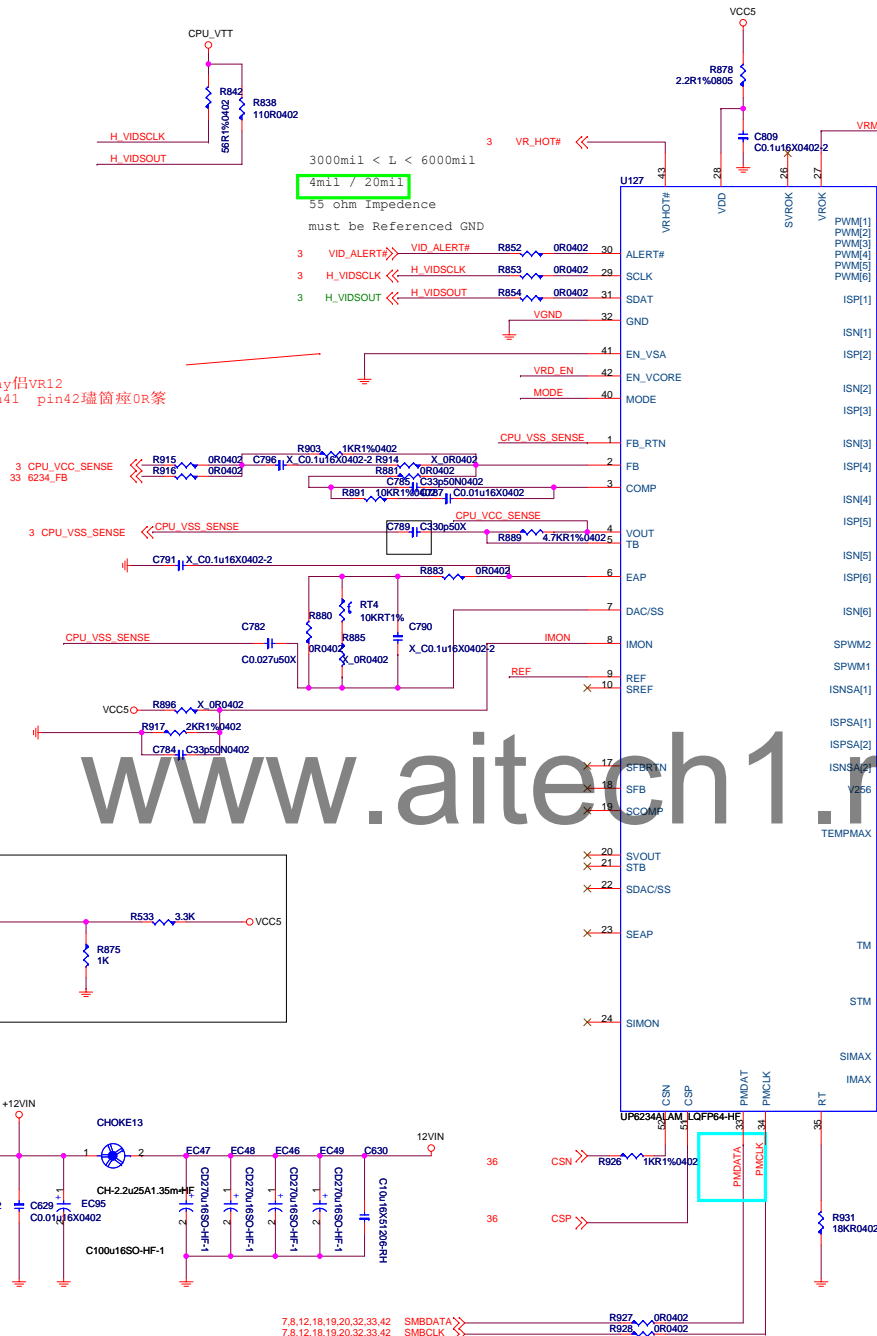 CPU_VTT
VCC5
R842
56R1%0402
R838
110R0402
R878
2.2R1%0805
H_VIDSCLK
H_VIDSOUT
C809
C0.1u16X0402-2
VRM
3 VR_HOT#
3000mil < L < 6000mil
4mil / 20mil
55 ohm Impedence
must be Referenced GND
U127
43
28
26
27
VRHOT#
VDD
SVROK
VROK
PWM[1]
PWM[2]
PWM[3]
PWM[4]
PWM[5]
PWM[6]
3 VID_ALERT# VID_ALERT# R852 0R0402 30 ALERT#
3 H_VIDSCLK H_VIDSCLK R853 0R0402 29 SCLK
3 H_VIDSOUT H_VIDSOUT R854 0R0402 31 SDAT
ISP[1]
VGND 32 GND
ISN[1]
41 EN_VSA
ISP[2]
VRD_EN 42 EN_VCORE
MODE 40 MODE
ISN[2]
ISP[3]
y侣VR12
41 pin42 0R
CPU_VSS_SENSE 1 FB_RTN
ISN[3]
R903 1KR1%0402
3 CPU_VCC_SENSE R915 0R0402 C796 X_C0.1u16X0402-2 R914 X_0R0402 2 FB
ISP[4]
33 6234_FB R916 0R0402 R881 0R0402
C785 C33p50N0402 3 COMP
R891 10KR1%0402 C787 C0.01u16X0402
ISN[4]
CPU_VCC_SENSE
ISP[5]
3 CPU_VSS_SENSE CPU_VSS_SENSE C789 C330p50X 4 VOUT
R889 4.7KR1%0402 5 TB
ISN[5]
C791 X_C0.1u16X0402-2
R883 0R0402 6 EAP
ISP[6]
RT4
10KRT1%
7 DAC/SS
ISN[6]
R880
0R0402
R885
X_0R0402
C790
X_C0.1u16X0402-2
CPU_VSS_SENSE C782
C0.027u50X
IMON 8 IMON
SPWM2
SPWM1
REF 9 REF
10 SREF
ISNSA[1]
VCC5 R896 X_0R0402
R917 2KR1%0402
C784 C33p50N0402
ISPSA[1]
ISPSA[2]
ISNSA[2]
www.aitech1.r
17 SFBRTN
18 SFB
V256
19 SCOMP
TEMPMAX
20 SVOUT
21 STB
22 SDAC/SS
R533 3.3K VCC5
R875
1K
23 SEAP
TM
STM
24 SIMON
SIMAX
IMAX
CSN
CSP
PMDAT
PMCLK
RT
UP6234ALAM_LQFP64-HF
52
51
33
34
35
+12VIN
CHOKE13
1 2
CH-2.2u25A1.35m-HF
12VIN
EC47
CD270u16SO-HF-1
EC48
CD270u16SO-HF-1
EC46
CD270u16SO-HF-1
EC49
CD270u16SO-HF-1
C630
C10u16X51206-RH
C629
C0.01u16X0402
EC95
C100u16SO-HF-1
1
2
+
36 CSN R926 1KR1%0402
PMDATA
PMCLK
36 CSP
R931
18KR0402
7,8,12,18,19,20,32,33,42 SMBDATA R927 0R0402
7,8,12,18,19,20,32,33,42 SMBCLK R928 0R0402